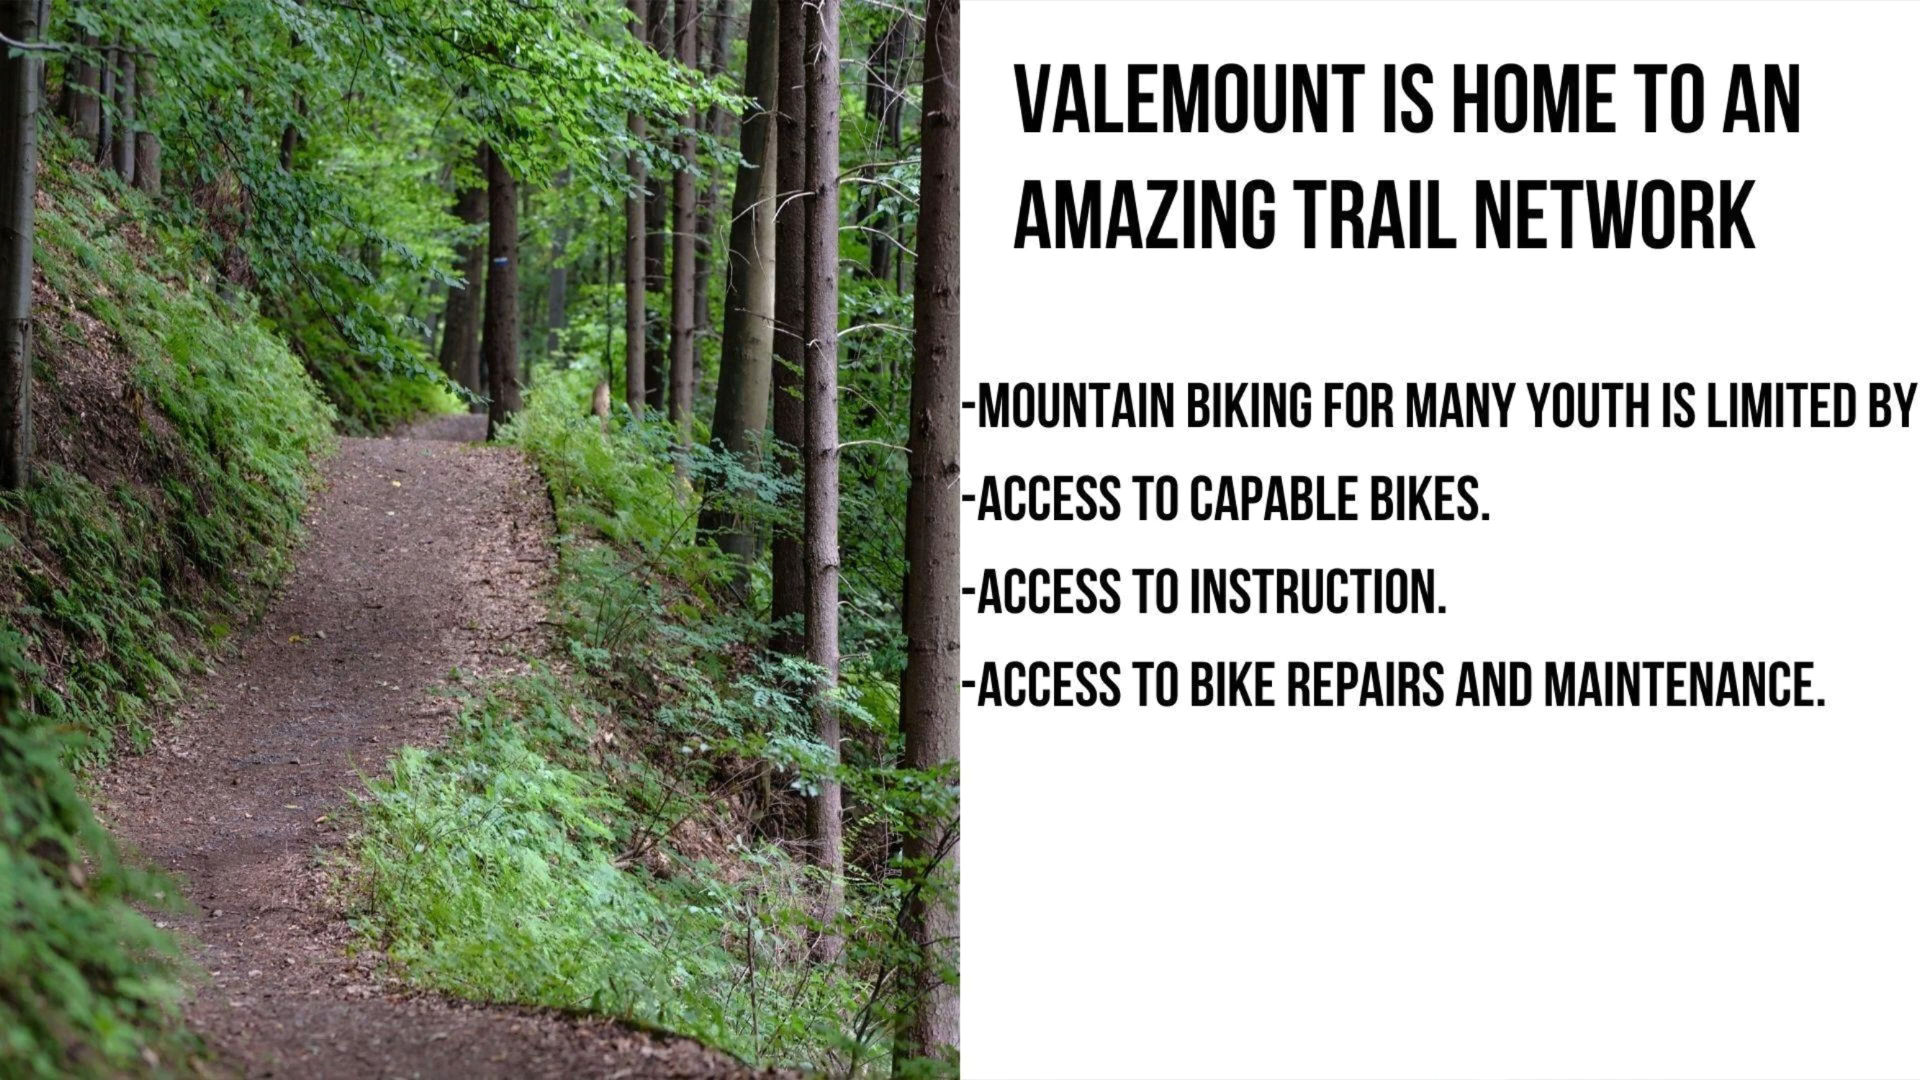 VALEMOUNT IS HOME TO AN
AMAZING TRAIL NETWORK
-MOUNTAIN BIKING FOR MANY YOUTH IS LIMITED BY
-ACCESS TO CAPABLE BIKES.
-ACCESS TO INSTRUCTION.
-ACCESS TO BIKE REPAIRS AND MAINTENANCE.